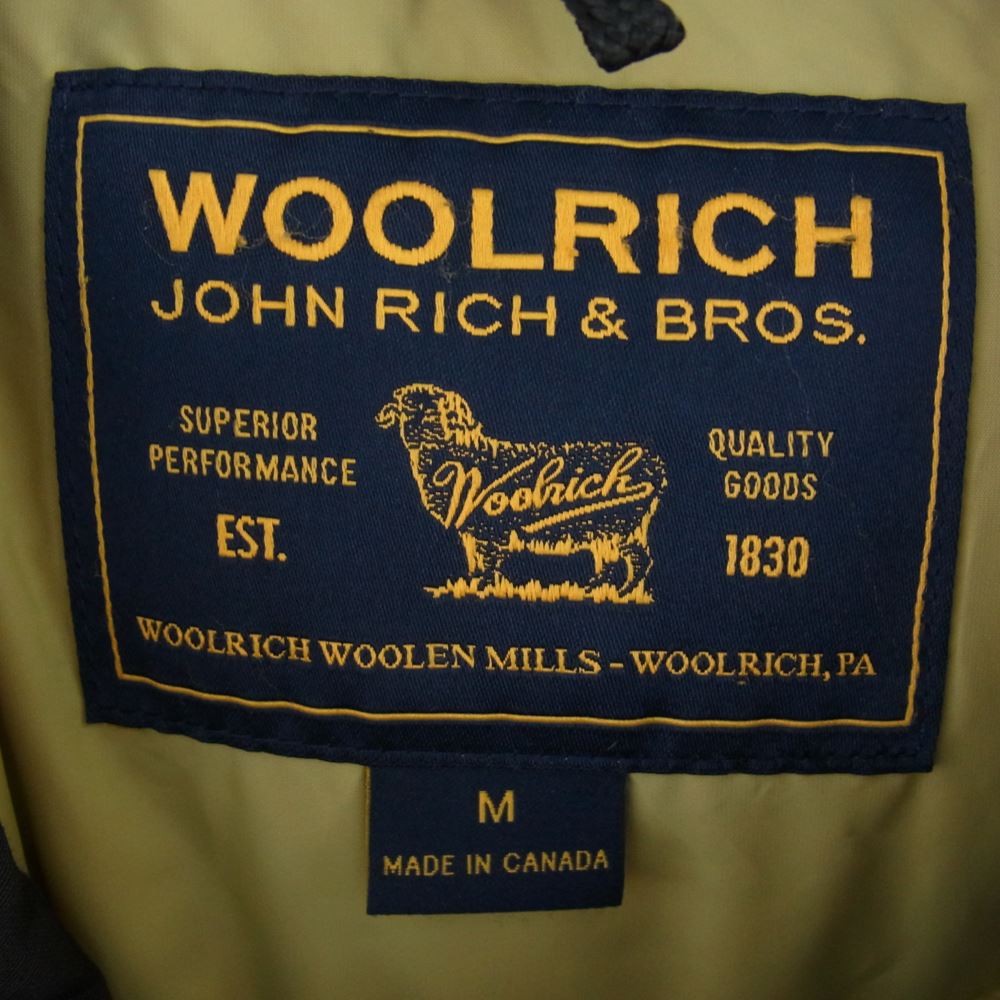 WOOLRICH
JOHN RICH & BROS.
SUPERIOR
PERFORMANCE
EST.
Woolrich
QUALITY
GOODS
1830
WOOLRICH WOOLEN MILLS - WOOLRICH, PA
M
MADE IN CANADA